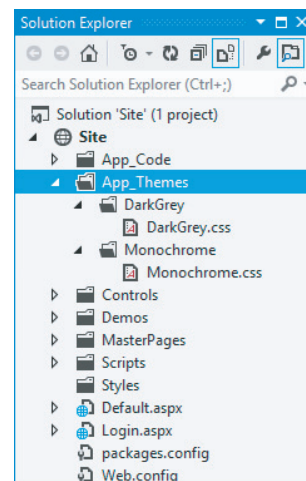 Solution Explorer
Search Solution Explorer (Ctrl+;)
Solution 'Site' (1 project)
Site
App_Code
App_Themes
DarkGrey
DarkGrey.css
Monochrome
Monochrome.css
Controls
Demos
MasterPages
Scripts
Styles
Default.aspx
Login.aspx
packages.config
Web.config